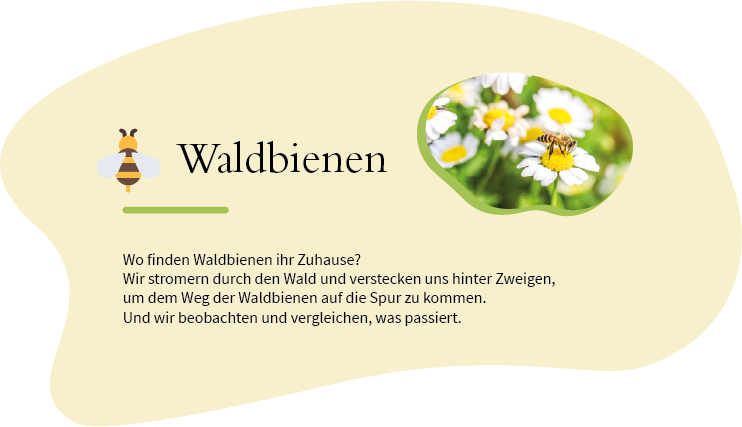 Waldbienen
Wo finden Waldbienen ihr Zuhause?
Wir stromern durch den Wald und verstecken uns hinter Zweigen,
um dem Weg der Waldbienen auf die Spur zu kommen.
Und wir beobachten und vergleichen, was passiert.